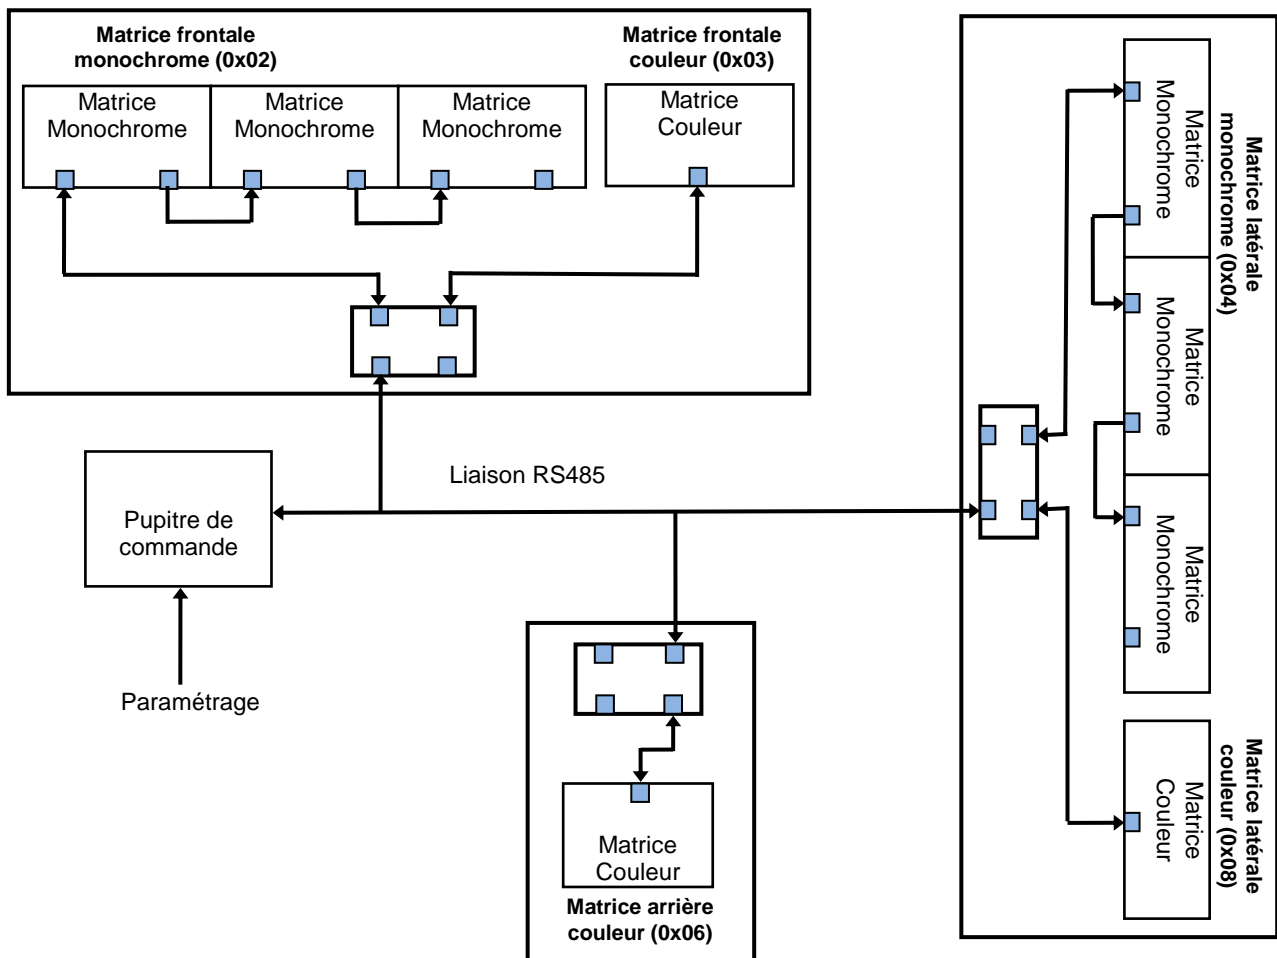 Matrice frontale
monochrome (0x02)
Matrice frontale
couleur (0x03)
Matrice
Monochrome
Matrice
Monochrome
Matrice
Monochrome
Matrice
Couleur
Matrice latérale
monochrome (0x04)
Matrice
Monochrome
Matrice
Monochrome
Matrice
Monochrome
Liaison RS485
Pupitre de
commande
Paramétrage
Matrice
Couleur
Matrice arrière
couleur (0x06)
Matrice latérale
couleur (0x08)
Matrice
Couleur